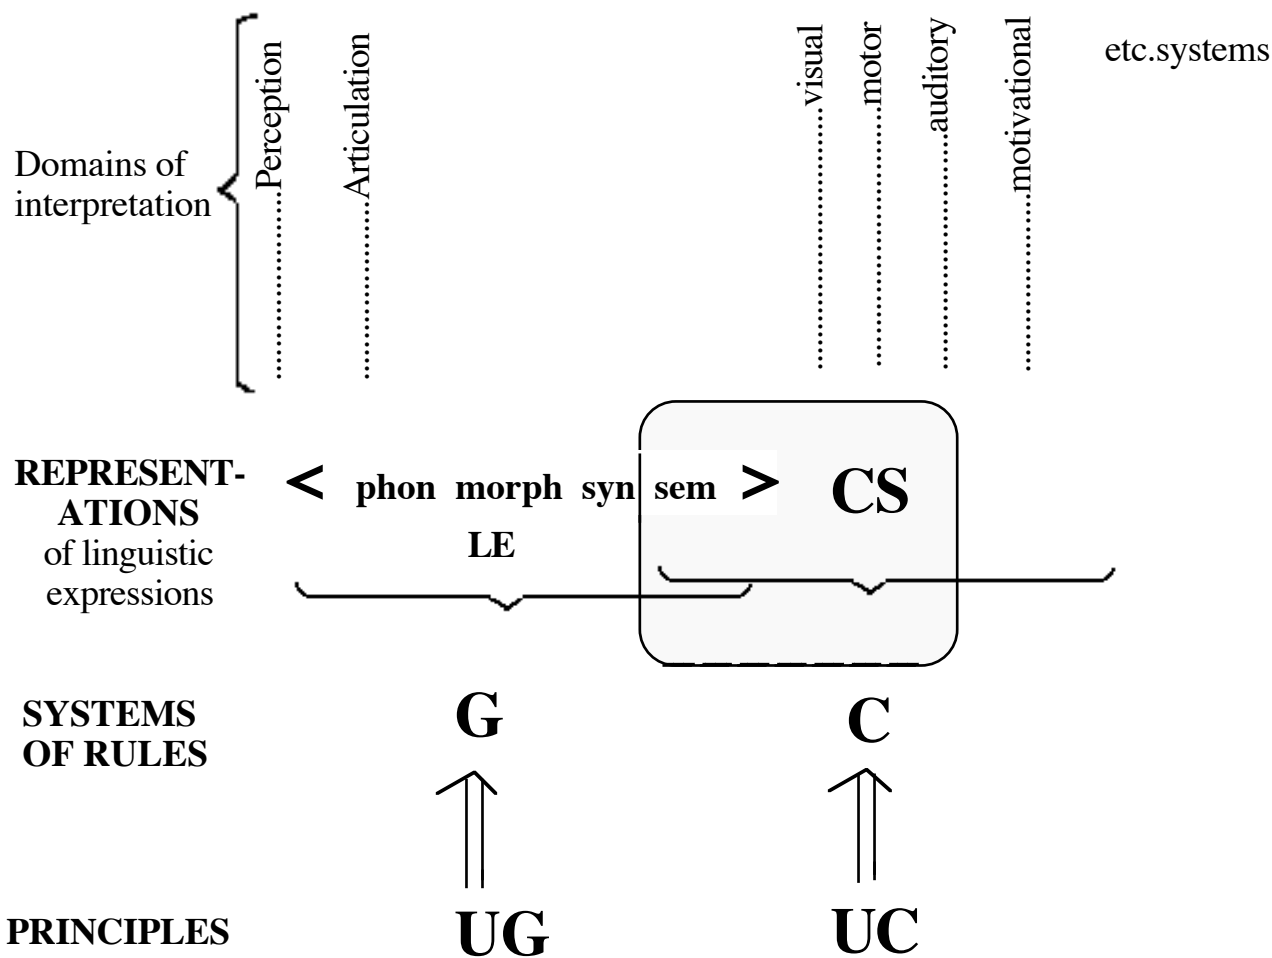 Perception
Articulation
visual
motor
auditory
motivational
etc.systems
Domains of
interpretation
REPRESENT-
ATIONS
of linguistic
expressions
< phon morph syn sem > CS
LE
SYSTEMS
OF RULES
G C
PRINCIPLES
UG UC